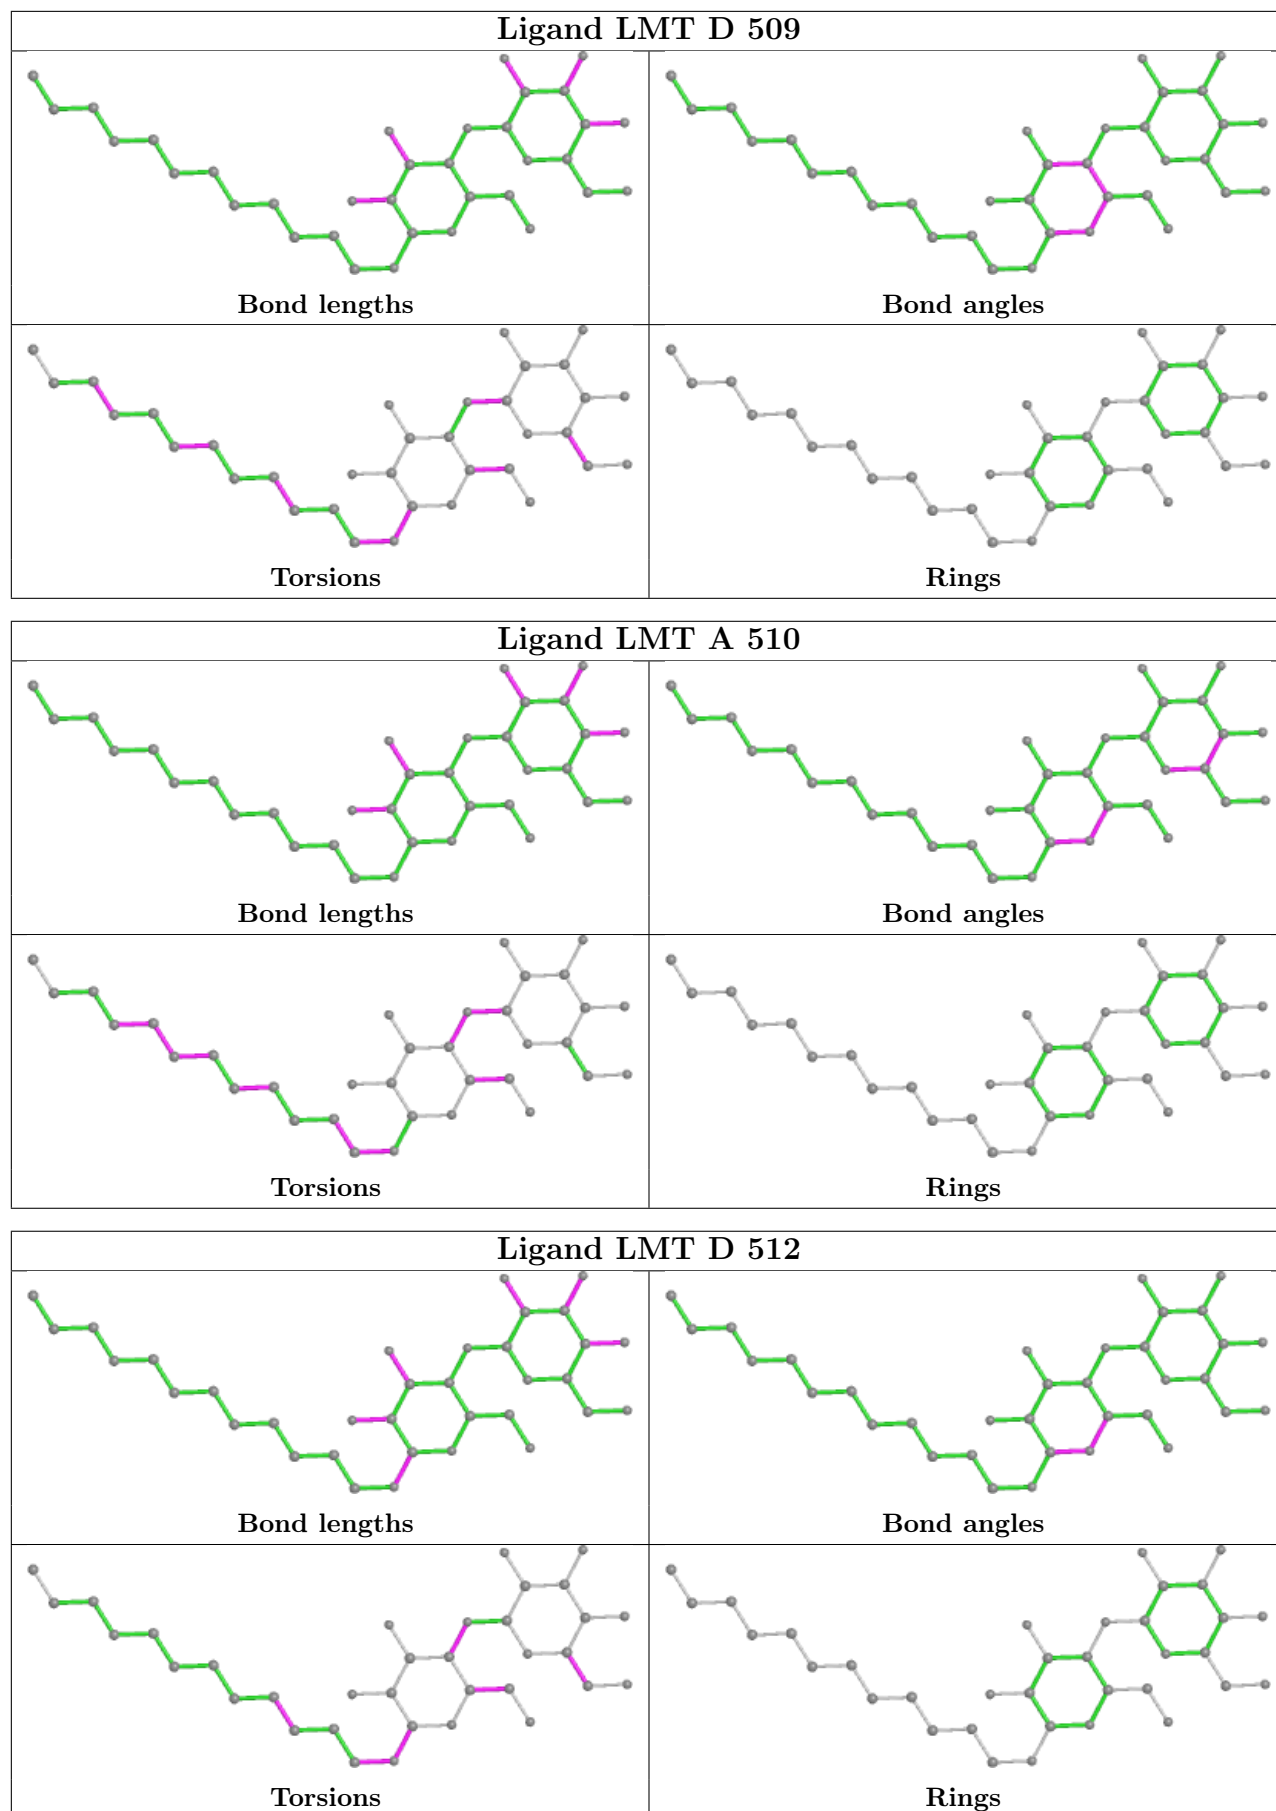 Ligand LMT D 509
Bond lengths
Bond angles
Torsions
Rings
Ligand LMT A 510
Bond lengths
Bond angles
Torsions
Rings
Ligand LMT D 512
Bond lengths
Bond angles
Torsions
Rings